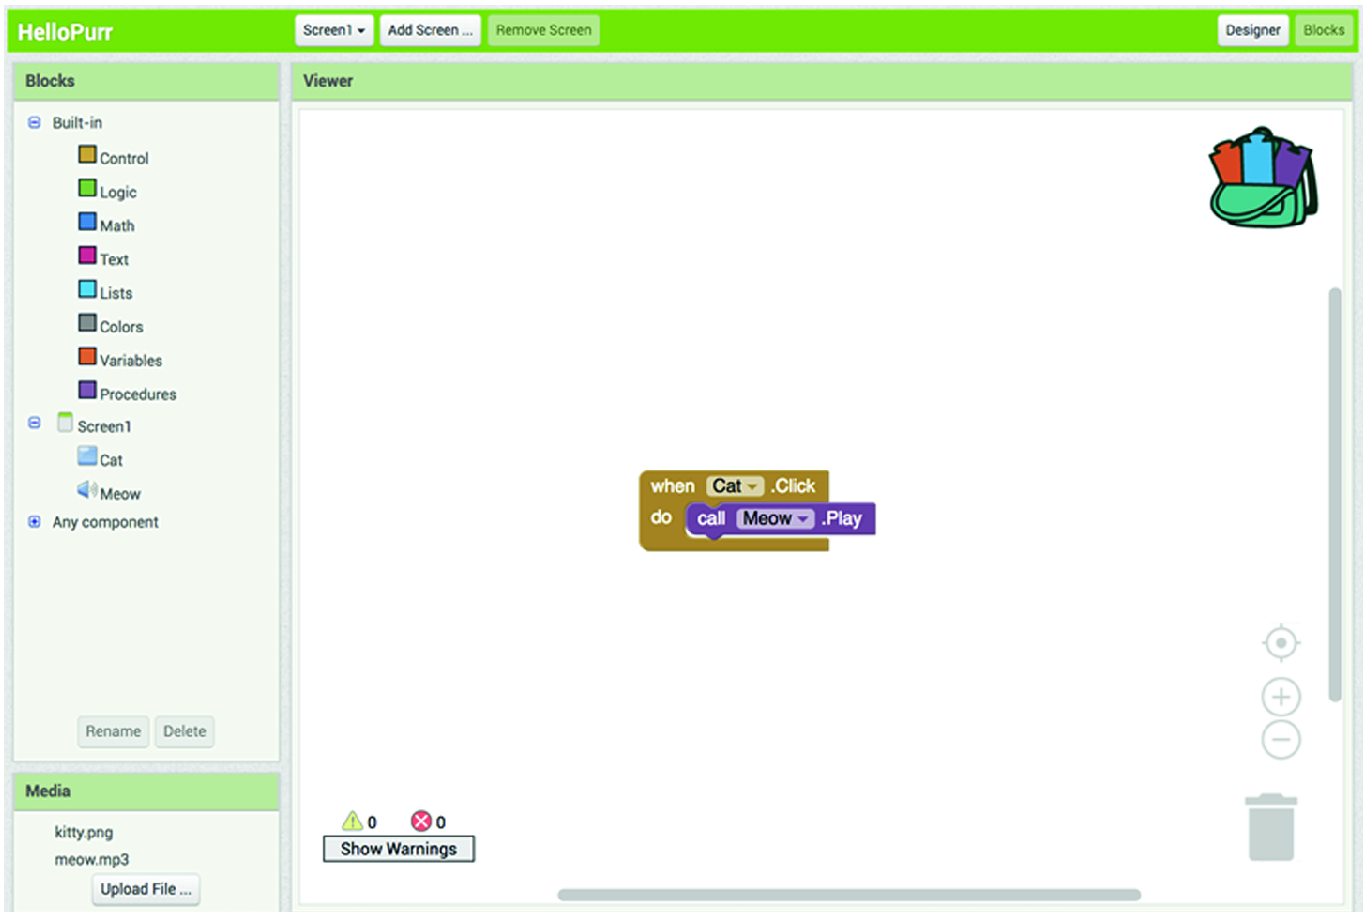 HelloPurr
Screen1 Add Screen ... Remove Screen
Designer Blocks
Blocks
Built-in
Control
Logic
Math
Text
Lists
Colors
Variables
Procedures
Screen1
Cat
Meow
Any component
Rename Delete
Media
kitty.png
meow.mp3
Upload File ...
Viewer
when Cat .Click
do call Meow .Play
0 0
Show Warnings